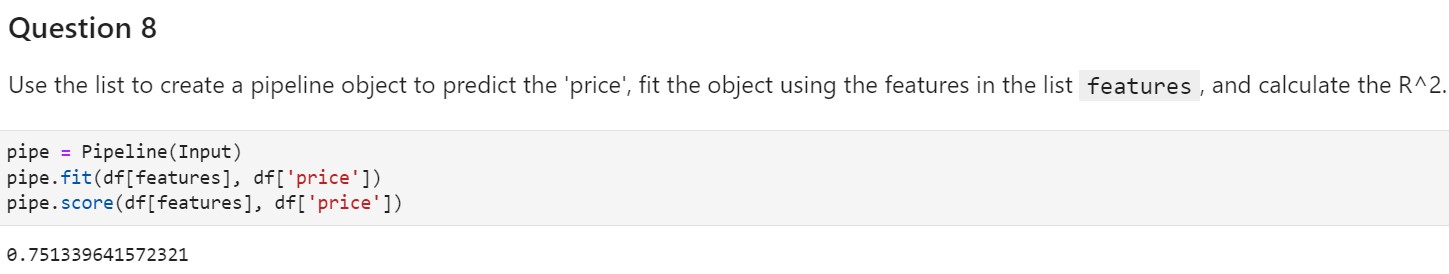 Question 8
Use the list to create a pipeline object to predict the 'price', fit the object using the features in the list features , and calculate the R^2.
pipe = Pipeline(Input)
pipe.fit(df[features], df['price'])
pipe.score(df[features], df['price'])
0.751339641572321